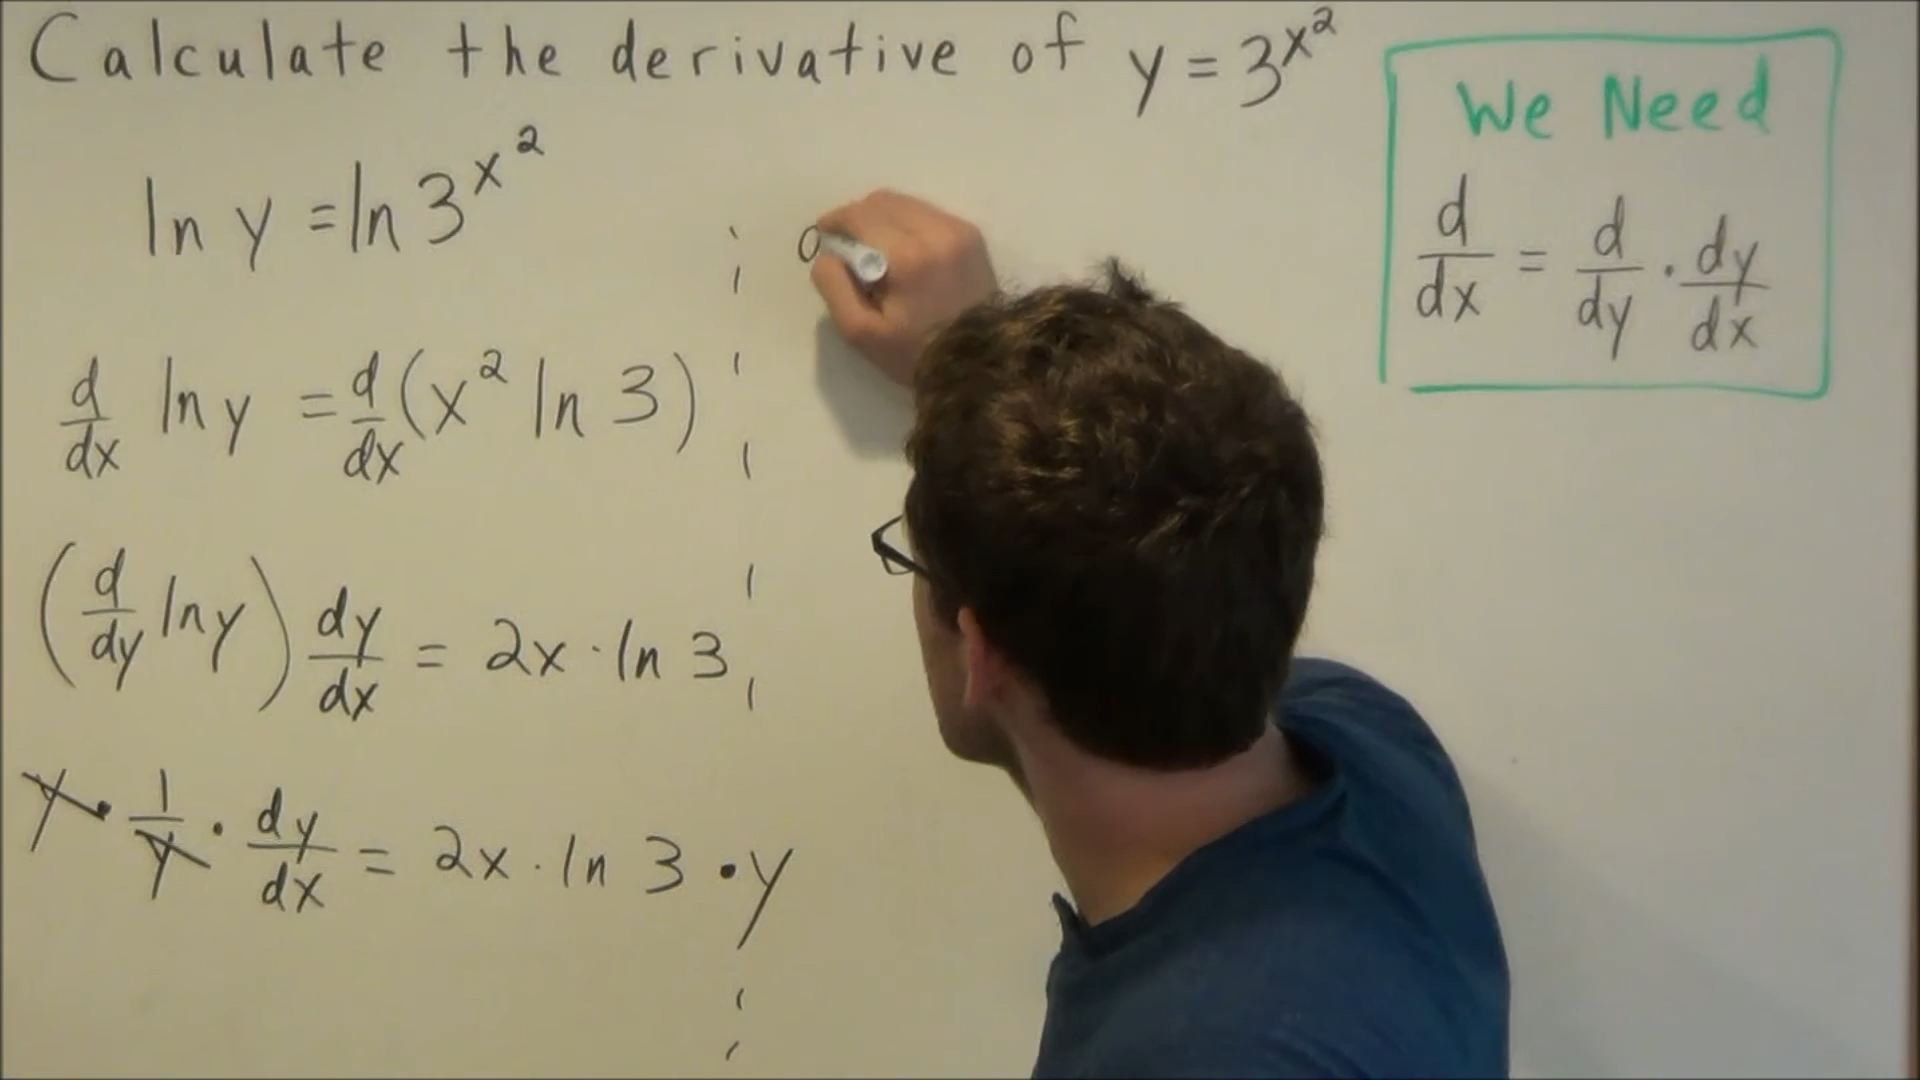 Calculate the derivative of y = 3^{x^2}
ln y = ln 3^{x^2}
d/dx ln y = d/dx (x^2 ln 3)
(d/dy ln y) dy/dx = 2x · ln 3
y · 1/y · dy/dx = 2x · ln 3 · y
We Need
d/dx = d/dy · dy/dx